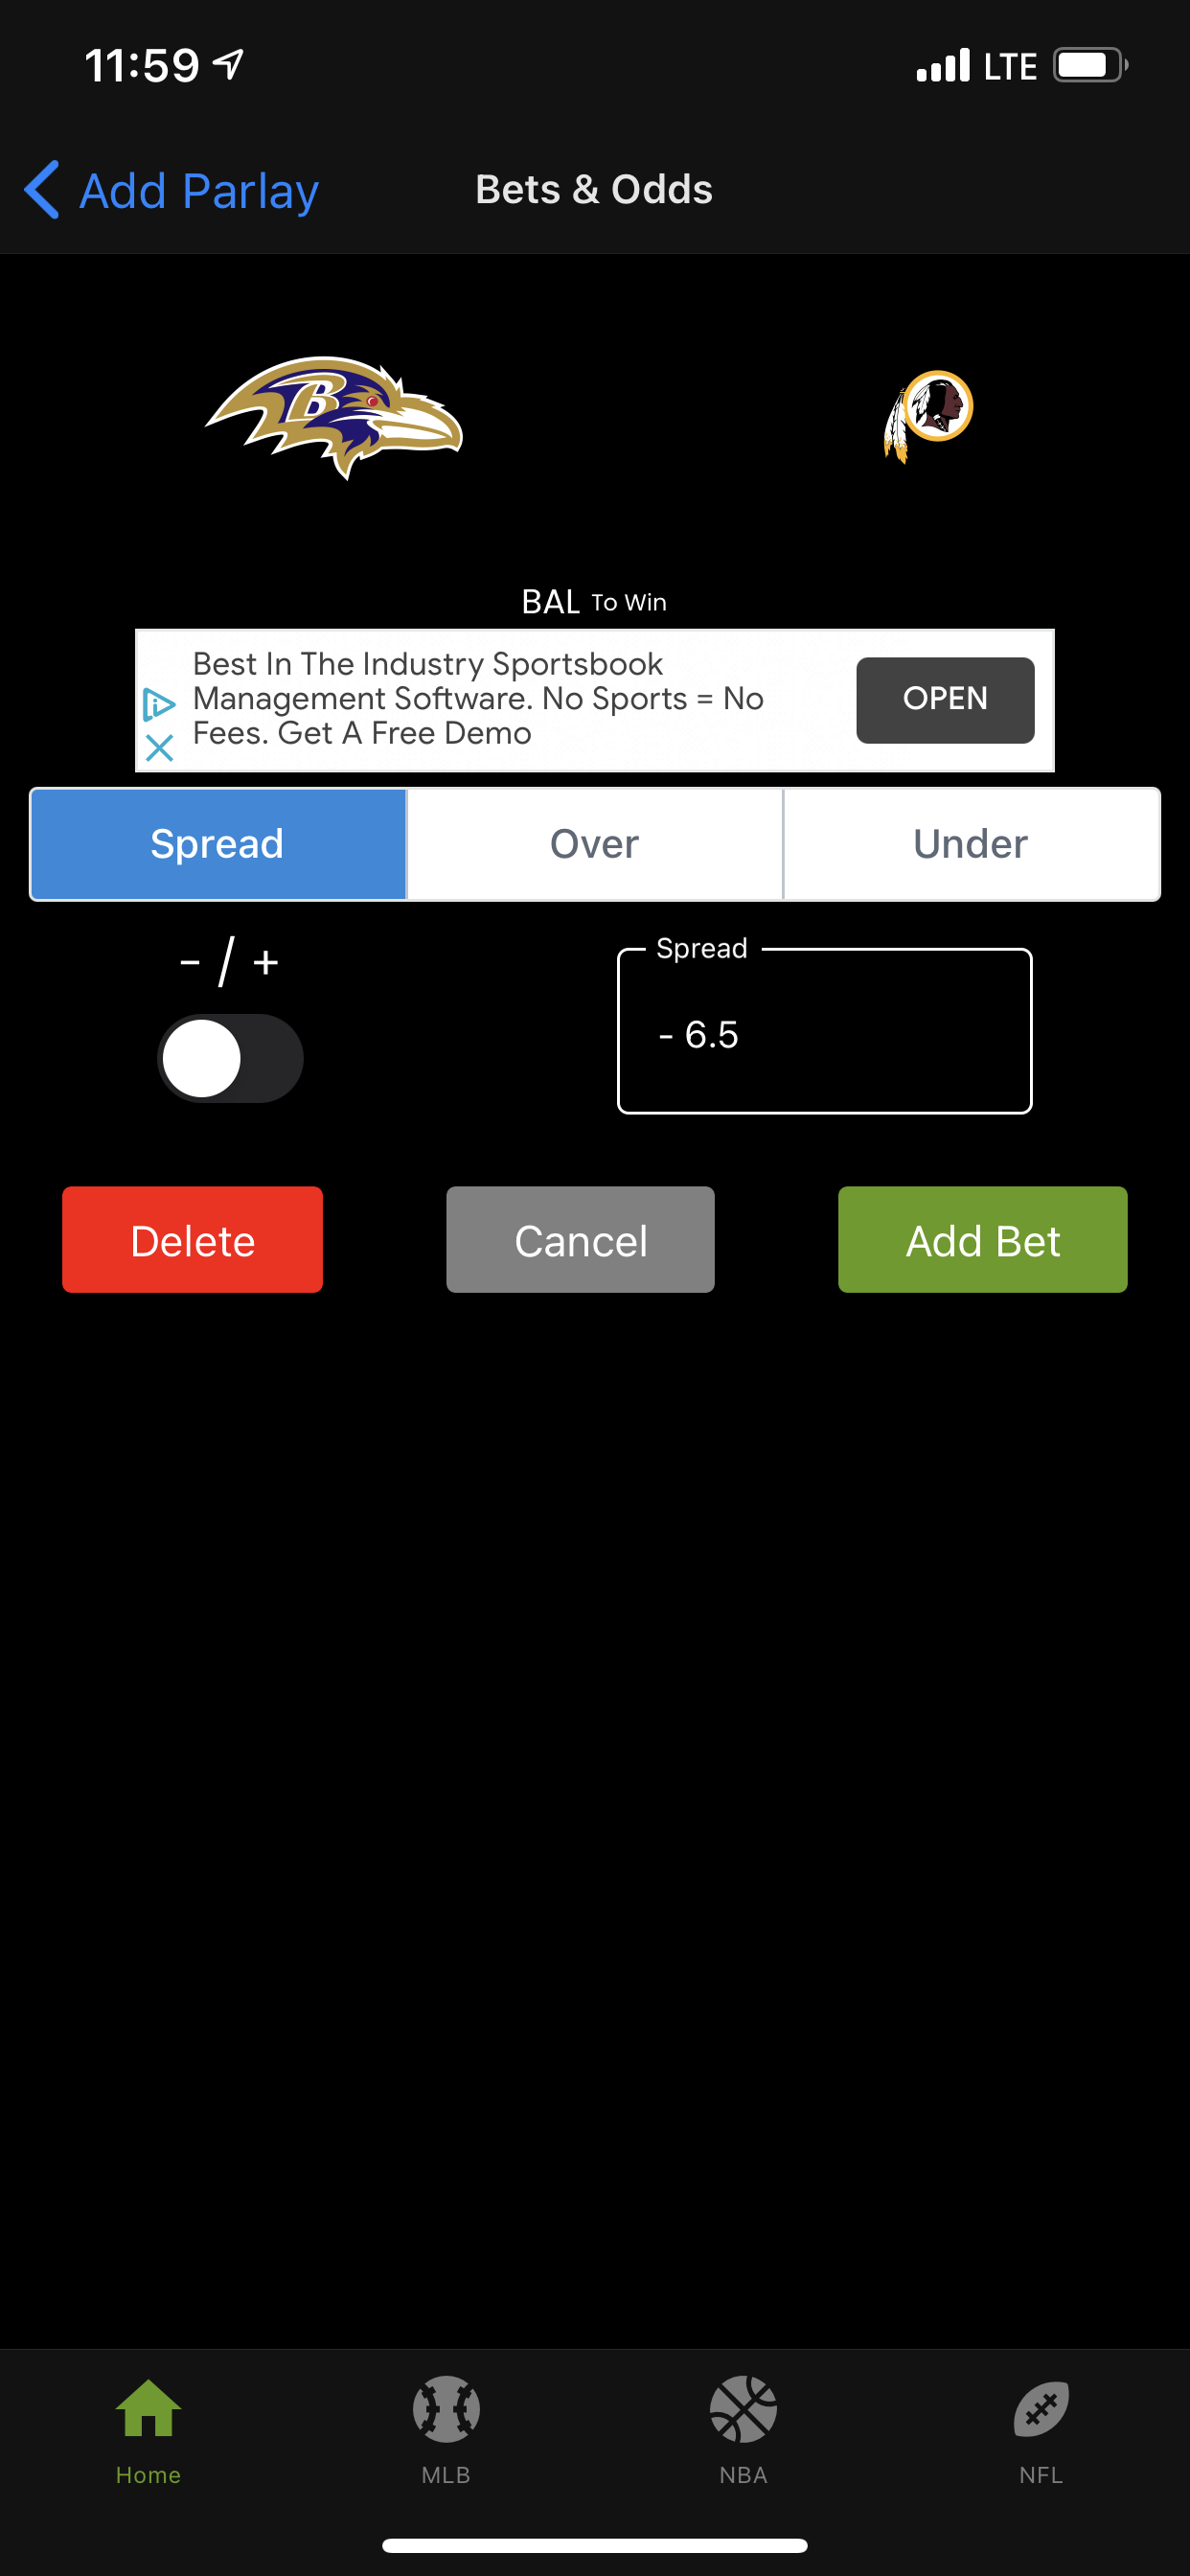 11:59 LTE
Add Parlay Bets & Odds
B
BAL To Win
Best In The Industry Sportsbook
Management Software. No Sports = No
Fees. Get A Free Demo
OPEN
Spread Over Under
- / +
Spread
- 6.5
Delete Cancel Add Bet
Home MLB NBA NFL